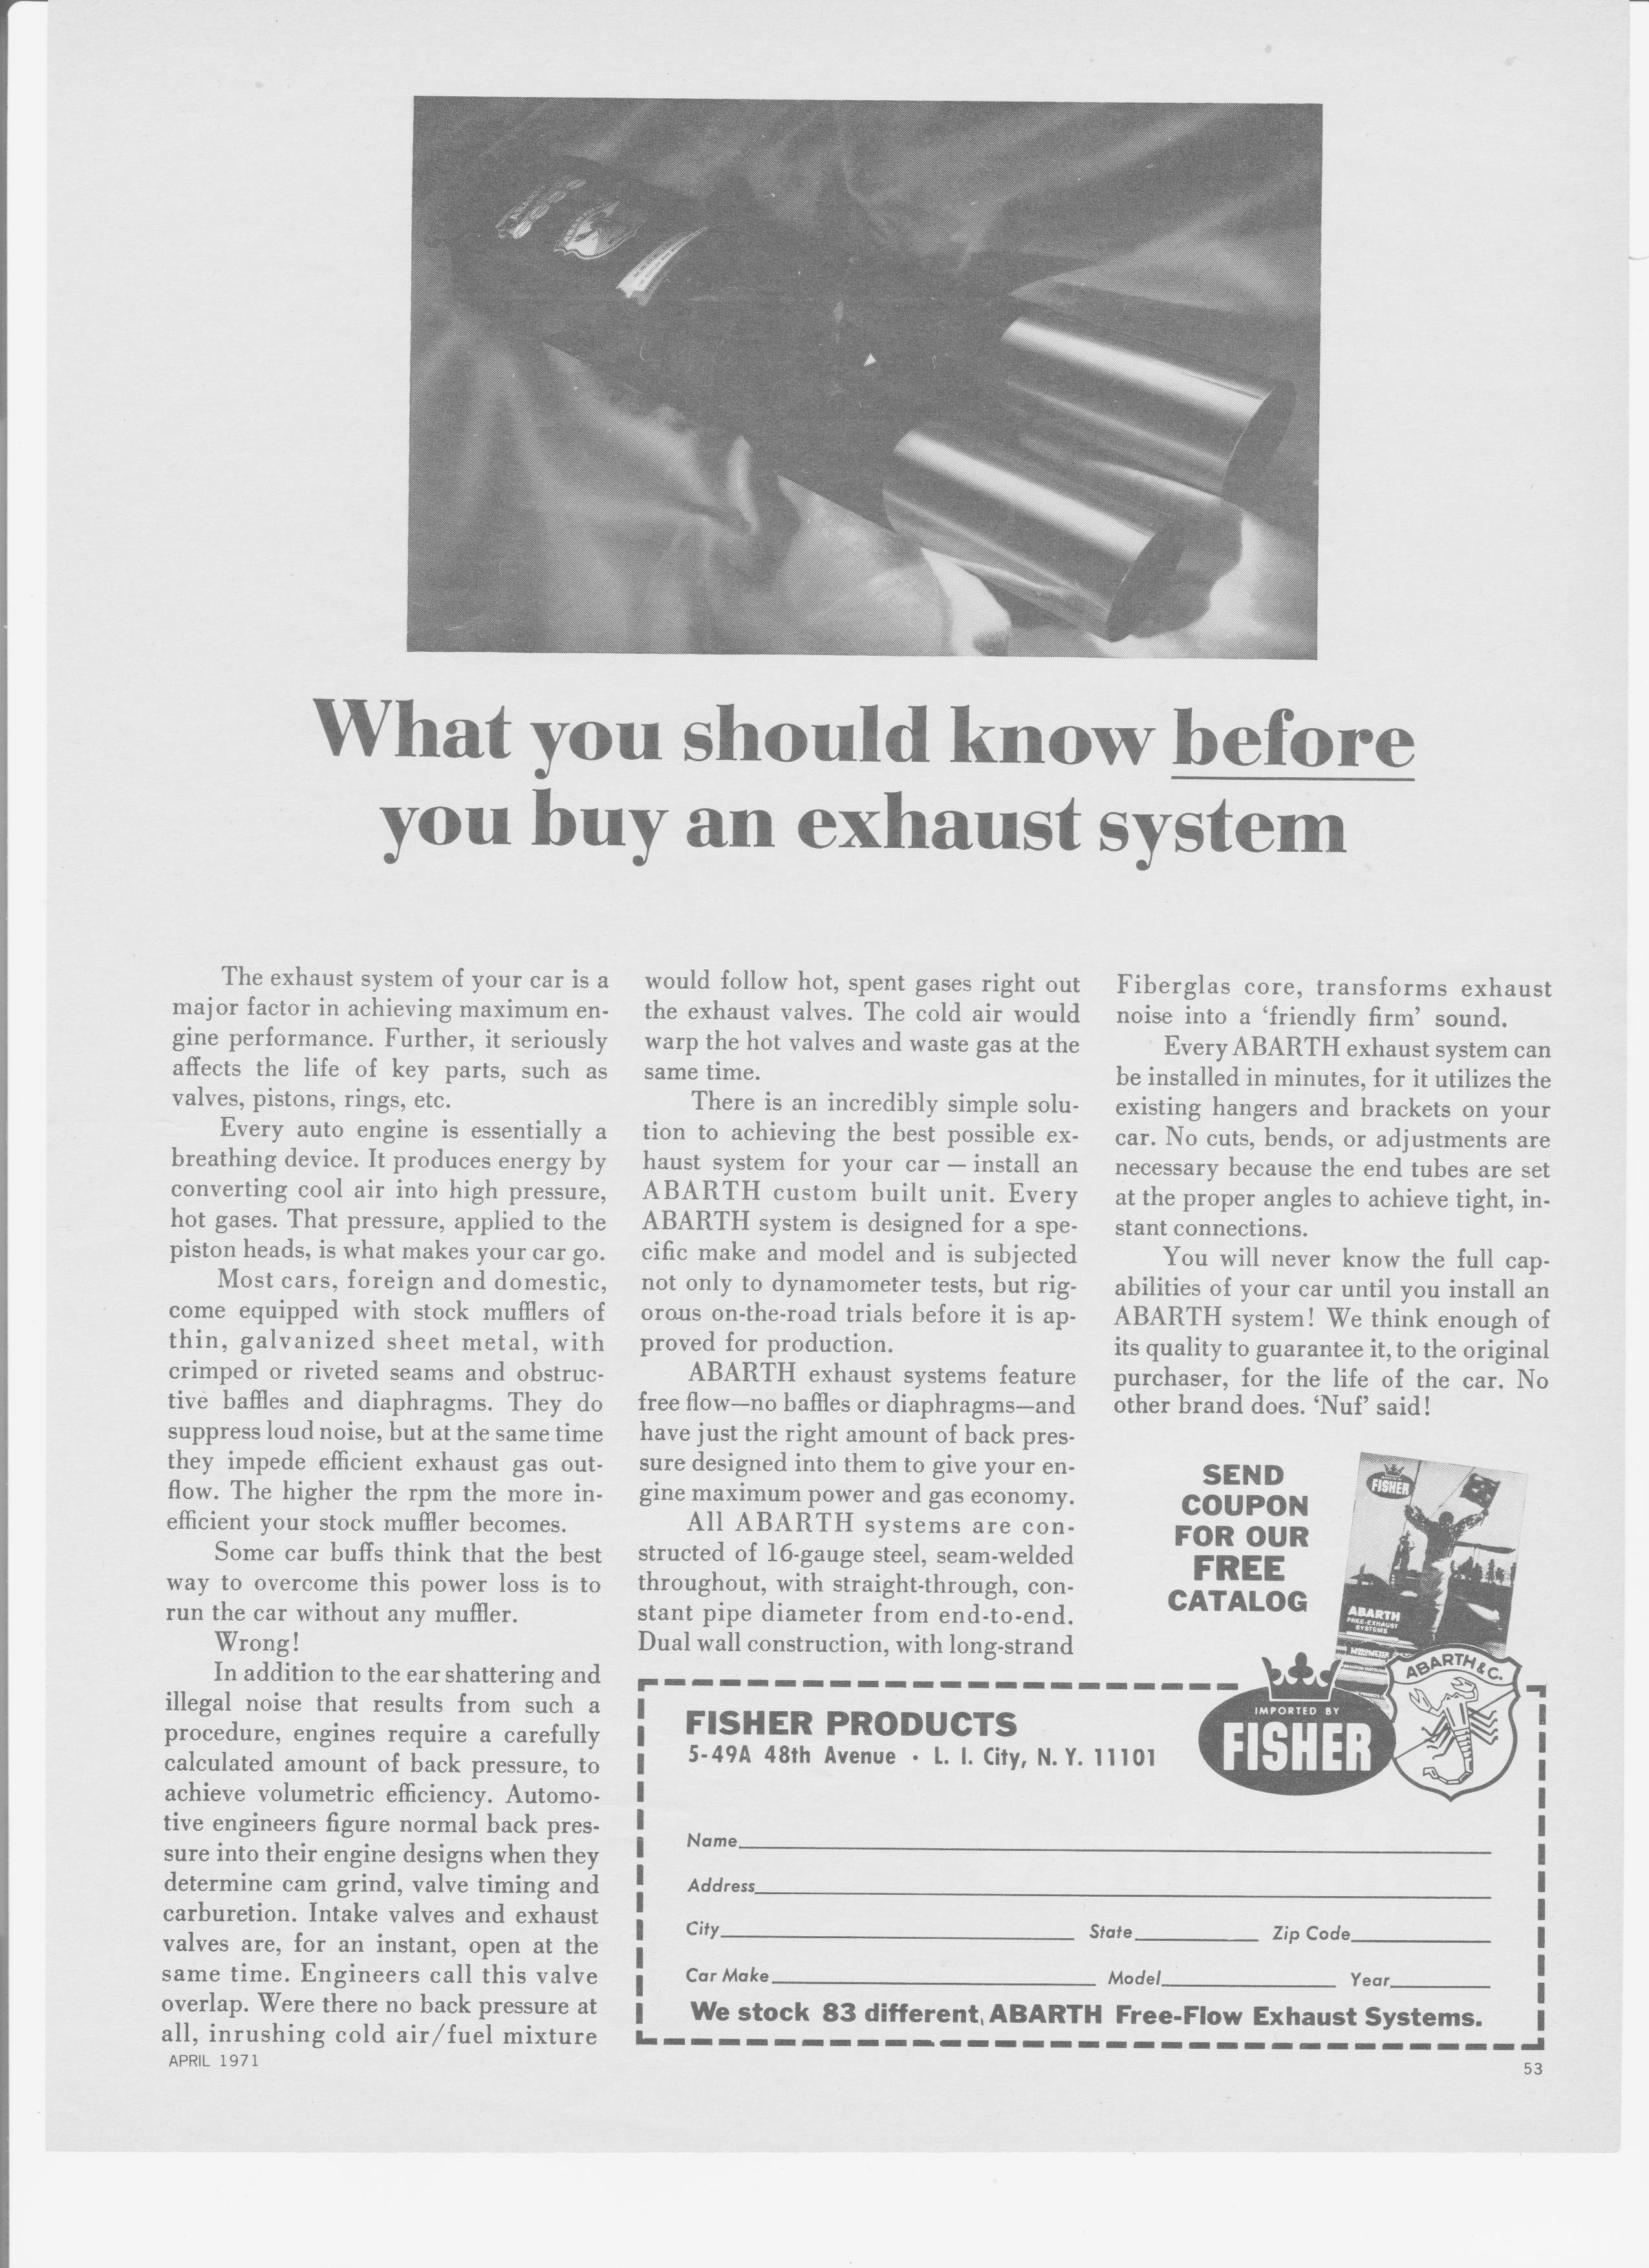 What you should know before
you buy an exhaust system
The exhaust system of your car is a
major factor in achieving maximum en-
gine performance. Further, it seriously
affects the life of key parts, such as
valves, pistons, rings, etc.
Every auto engine is essentially a
breathing device. It produces energy by
converting cool air into high pressure,
hot gases. That pressure, applied to the
piston heads, is what makes your car go.
Most cars, foreign and domestic,
come equipped with stock mufflers of
thin, galvanized sheet metal, with
crimped or riveted seams and obstruc-
tive baffles and diaphragms. They do
suppress loud noise, but at the same time
they impede efficient exhaust gas out-
flow. The higher the rpm the more in-
efficient your stock muffler becomes.
Some car buffs think that the best
way to overcome this power loss is to
run the car without any muffler.
Wrong!
In addition to the ear shattering and
illegal noise that results from such a
procedure, engines require a carefully
calculated amount of back pressure, to
achieve volumetric efficiency. Automo-
tive engineers figure normal back pres-
sure into their engine designs when they
determine cam grind, valve timing and
carburetion. Intake valves and exhaust
valves are, for an instant, open at the
same time. Engineers call this valve
overlap. Were there no back pressure at
all, inrushing cold air/fuel mixture
would follow hot, spent gases right out
the exhaust valves. The cold air would
warp the hot valves and waste gas at the
same time.
There is an incredibly simple solu-
tion to achieving the best possible ex-
haust system for your car — install an
ABARTH custom built unit. Every
ABARTH system is designed for a spe-
cific make and model and is subjected
not only to dynamometer tests, but rig-
orous on-the-road trials before it is ap-
proved for production.
ABARTH exhaust systems feature
free flow—no baffles or diaphragms—and
have just the right amount of back pres-
sure designed into them to give your en-
gine maximum power and gas economy.
All ABARTH systems are con-
structed of 16-gauge steel, seam-welded
throughout, with straight-through, con-
stant pipe diameter from end-to-end.
Dual wall construction, with long-strand
Fiberglas core, transforms exhaust
noise into a ‘friendly firm’ sound.
Every ABARTH exhaust system can
be installed in minutes, for it utilizes the
existing hangers and brackets on your
car. No cuts, bends, or adjustments are
necessary because the end tubes are set
at the proper angles to achieve tight, in-
stant connections.
You will never know the full cap-
abilities of your car until you install an
ABARTH system! We think enough of
its quality to guarantee it, to the original
purchaser, for the life of the car. No
other brand does. ‘Nuf’ said!
SEND
COUPON
FOR OUR
FREE
CATALOG
FISHER
ABARTH
FREE-EXHAUST
SYSTEMS
ABARTH & C.
IMPORTED BY
FISHER
FISHER PRODUCTS
5-49A 48th Avenue • L. I. City, N. Y. 11101
Name
Address
City State Zip Code
Car Make Model Year
We stock 83 different, ABARTH Free-Flow Exhaust Systems.
APRIL 1971
53